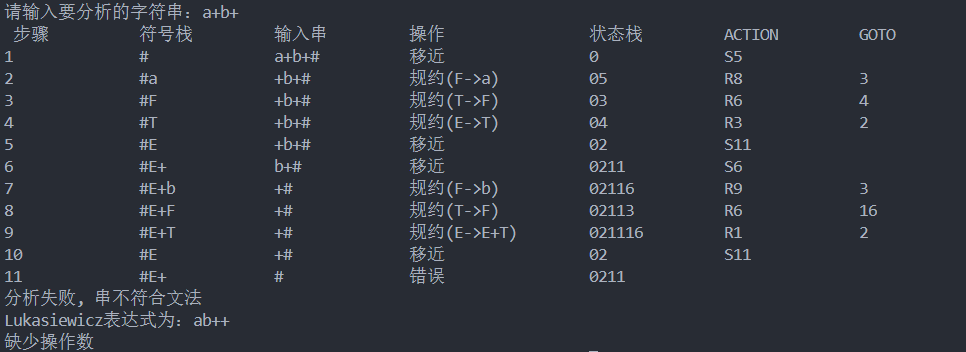 请输入要分析的字符串: a+b+
步骤 符号栈 输入串 操作 状态栈 ACTION GOTO
1 # a+b+# 移近 0 S5
2 #a +b+# 规约(F->a) 05 R8 3
3 #F +b+# 规约(T->F) 03 R6 4
4 #T +b+# 规约(E->T) 04 R3 2
5 #E +b+# 移近 02 S11
6 #E+ b+# 移近 0211 S6
7 #E+b +# 规约(F->b) 02116 R9 3
8 #E+F +# 规约(T->F) 02113 R6 16
9 #E+T +# 规约(E->E+T) 021116 R1 2
10 #E +# 移近 02 S11
11 #E+ # 错误 0211
分析失败, 串不符合文法
Lukasiewicz表达式为: ab++
缺少操作数